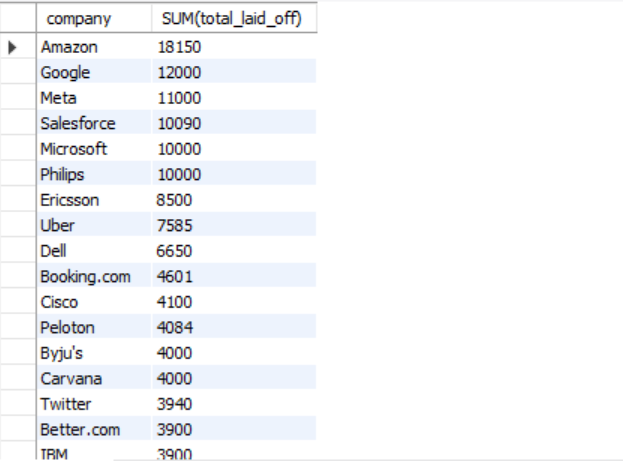 company SUM(total_laid_off)
Amazon 18150
Google 12000
Meta 11000
Salesforce 10090
Microsoft 10000
Philips 10000
Ericsson 8500
Uber 7585
Dell 6650
Booking.com 4601
Cisco 4100
Peloton 4084
Byju's 4000
Carvana 4000
Twitter 3940
Better.com 3900
IBM 3900